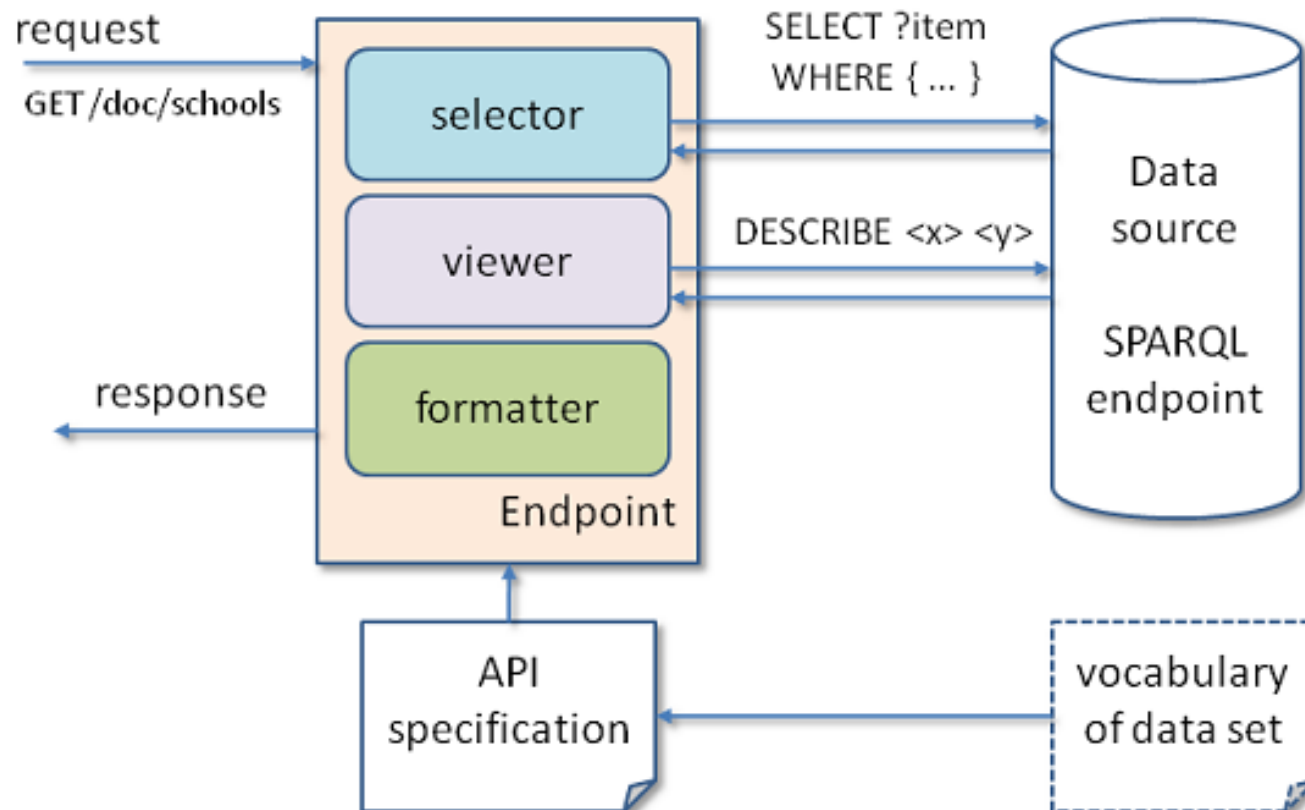 request
GET /doc/schools
selector
viewer
formatter
Endpoint
response
SELECT ?item
WHERE { ... }
DESCRIBE <x> <y>
Data
source
SPARQL
endpoint
API
specification
vocabulary
of data set